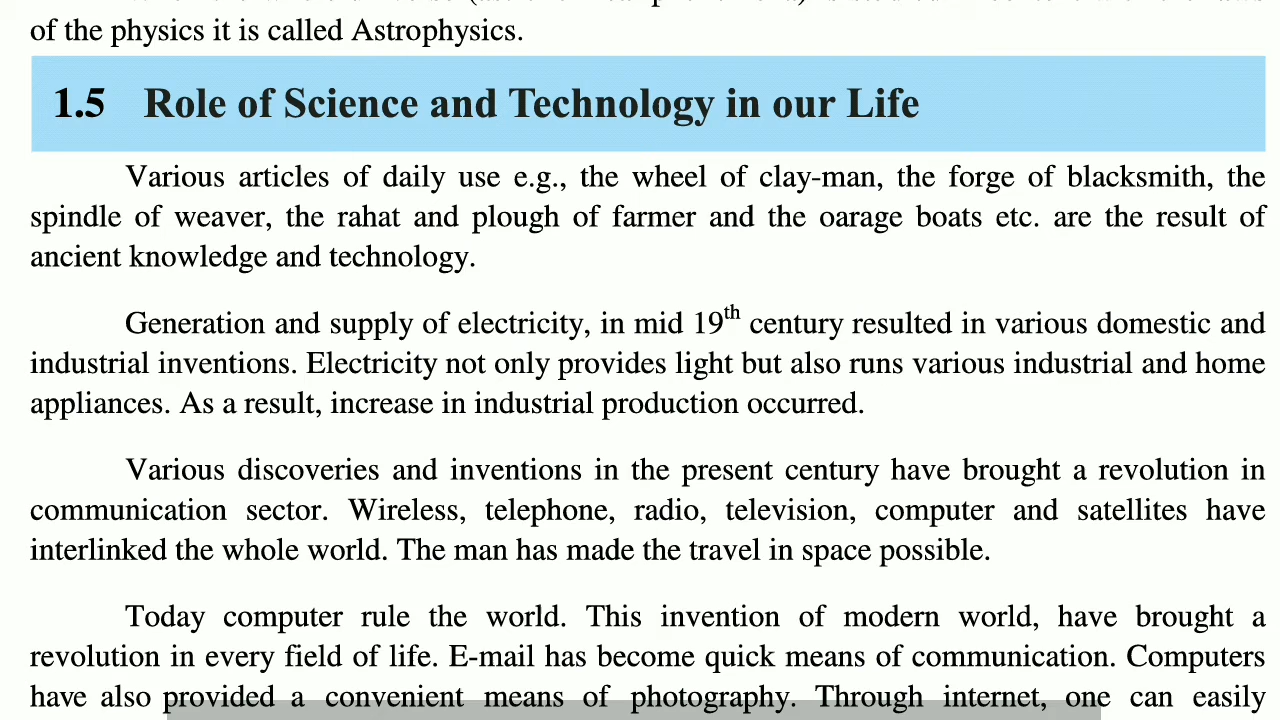 of the physics it is called Astrophysics.
1.5 Role of Science and Technology in our Life
Various articles of daily use e.g., the wheel of clay-man, the forge of blacksmith, the
spindle of weaver, the rahat and plough of farmer and the oarage boats etc. are the result of
ancient knowledge and technology.
Generation and supply of electricity, in mid 19th century resulted in various domestic and
industrial inventions. Electricity not only provides light but also runs various industrial and home
appliances. As a result, increase in industrial production occurred.
Various discoveries and inventions in the present century have brought a revolution in
communication sector. Wireless, telephone, radio, television, computer and satellites have
interlinked the whole world. The man has made the travel in space possible.
Today computer rule the world. This invention of modern world, have brought a
revolution in every field of life. E-mail has become quick means of communication. Computers
have also provided a convenient means of photography. Through internet, one can easily